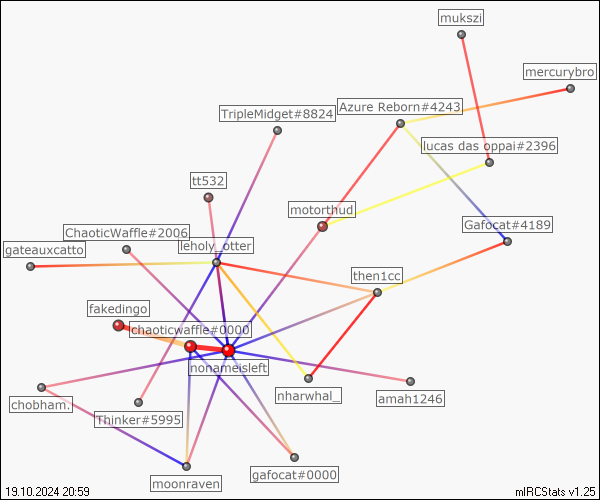 mukszi
mercurybro
TripleMidget#8824
Azure Reborn#4243
lucas das oppai#2396
tt532
motorthud
ChaoticWaffle#2006
Gafocat#4189
gateauxcatto
leholy_otter
then1cc
fakedingo
chaoticwaffle#0000
nonameisleft
nharwhal_
amah1246
chobham.
Thinker#5995
gafocat#0000
moonraven
19.10.2024 20:59
mIRCStats v1.25